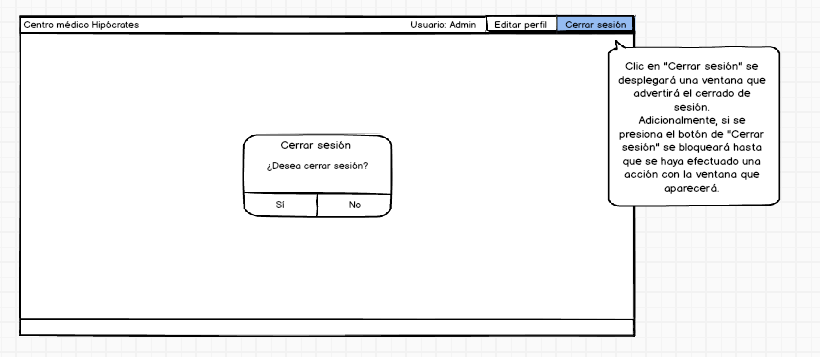 Centro médico Hipócrates
Usuario: Admin
Editar perfil
Cerrar sesión
Clic en "Cerrar sesión" se
desplegará una ventana que
advertirá el cerrado de
sesión.
Adicionalmente, si se
presiona el botón de "Cerrar
sesión" se bloqueará hasta
que se haya efectuado una
acción con la ventana que
aparecerá.
Cerrar sesión
¿Desea cerrar sesión?
Sí
No